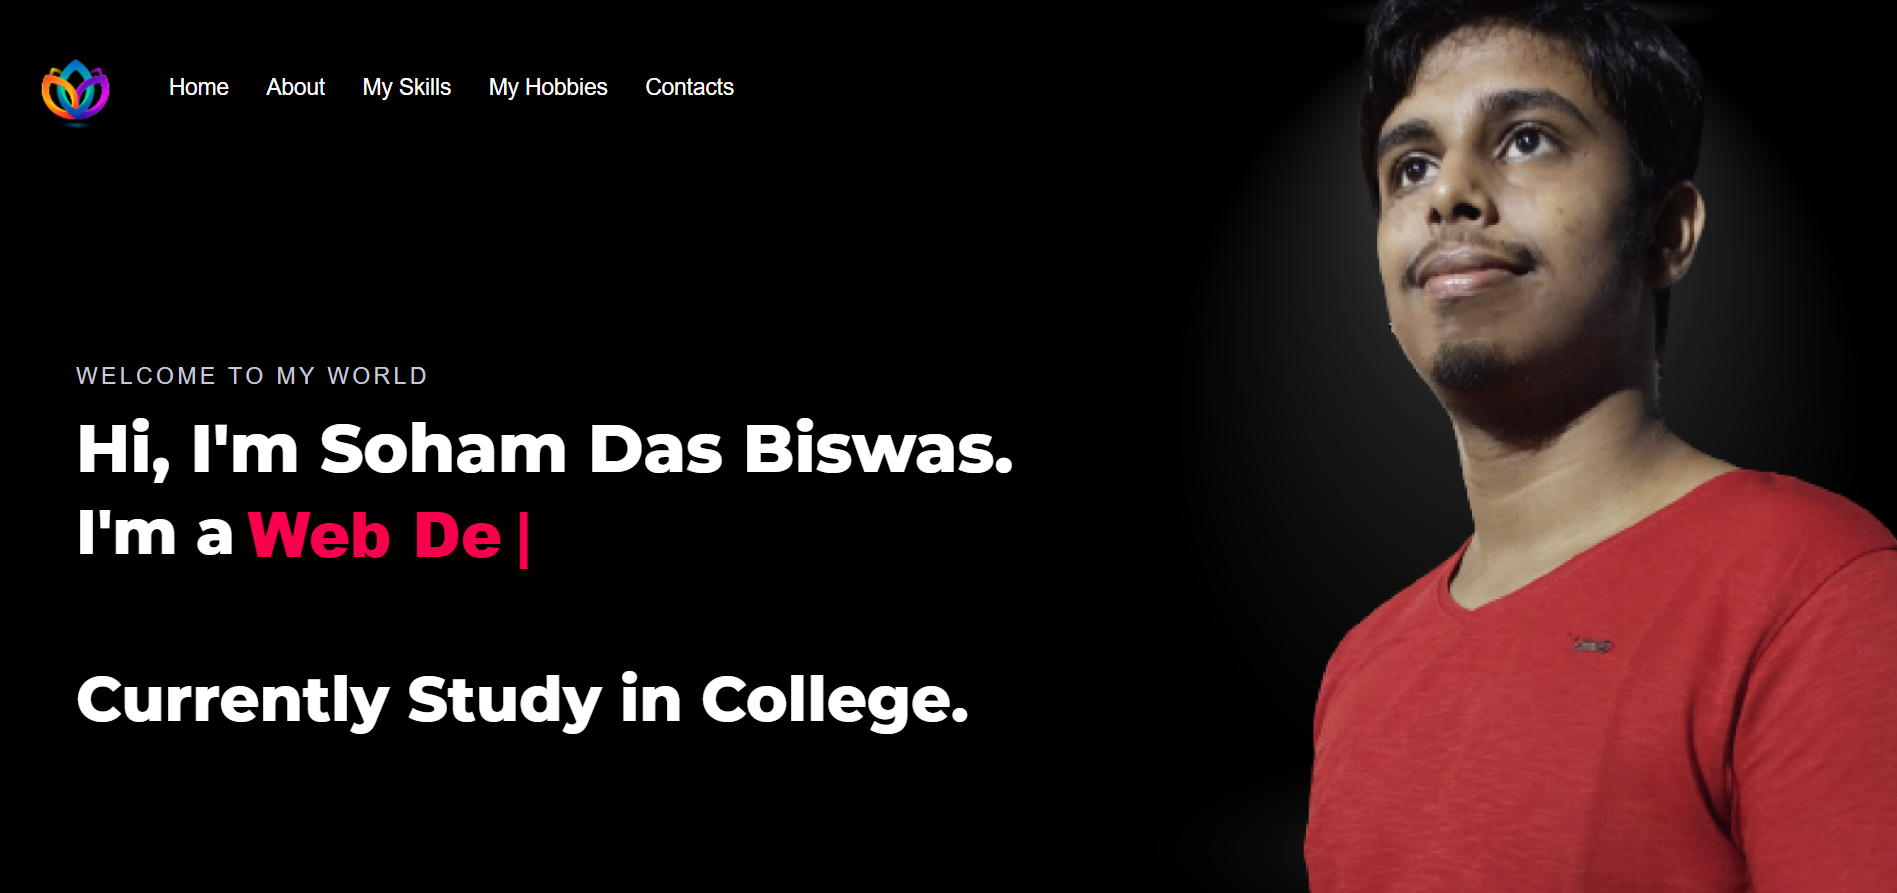 Home About My Skills My Hobbies Contacts
WELCOME TO MY WORLD
Hi, I'm Soham Das Biswas.
I'm a Web De|
Currently Study in College.